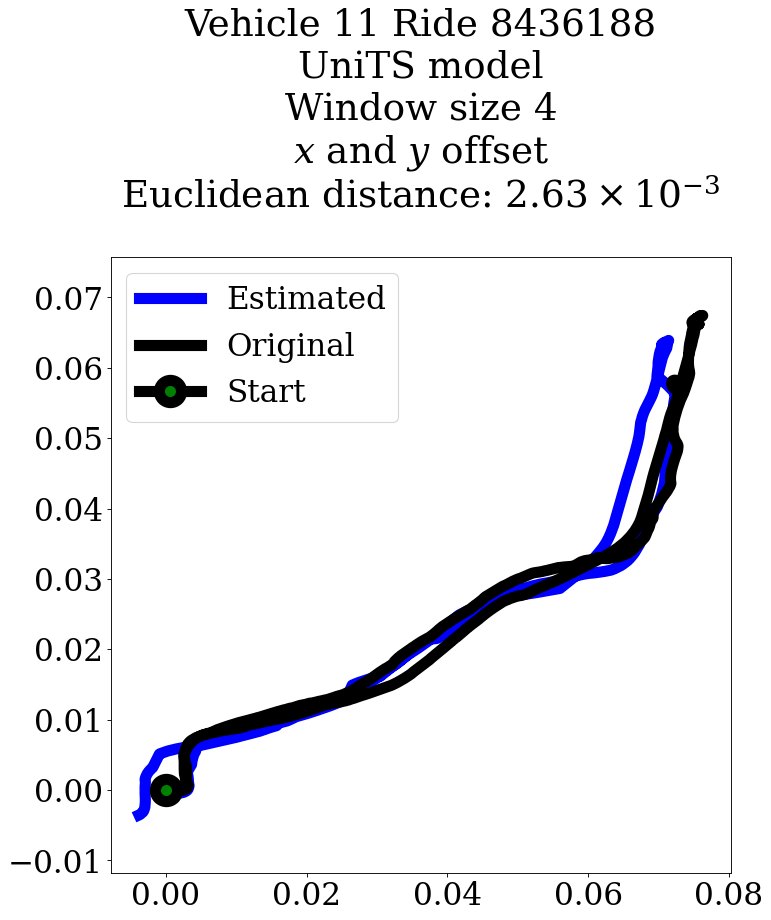 Vehicle 11 Ride 8436188
UniTS model
Window size 4
x and y offset
Euclidean distance: 2.63 × 10⁻³
Estimated
Original
Start
0.07
0.06
0.05
0.04
0.03
0.02
0.01
0.00
−0.01
0.00 0.02 0.04 0.06 0.08